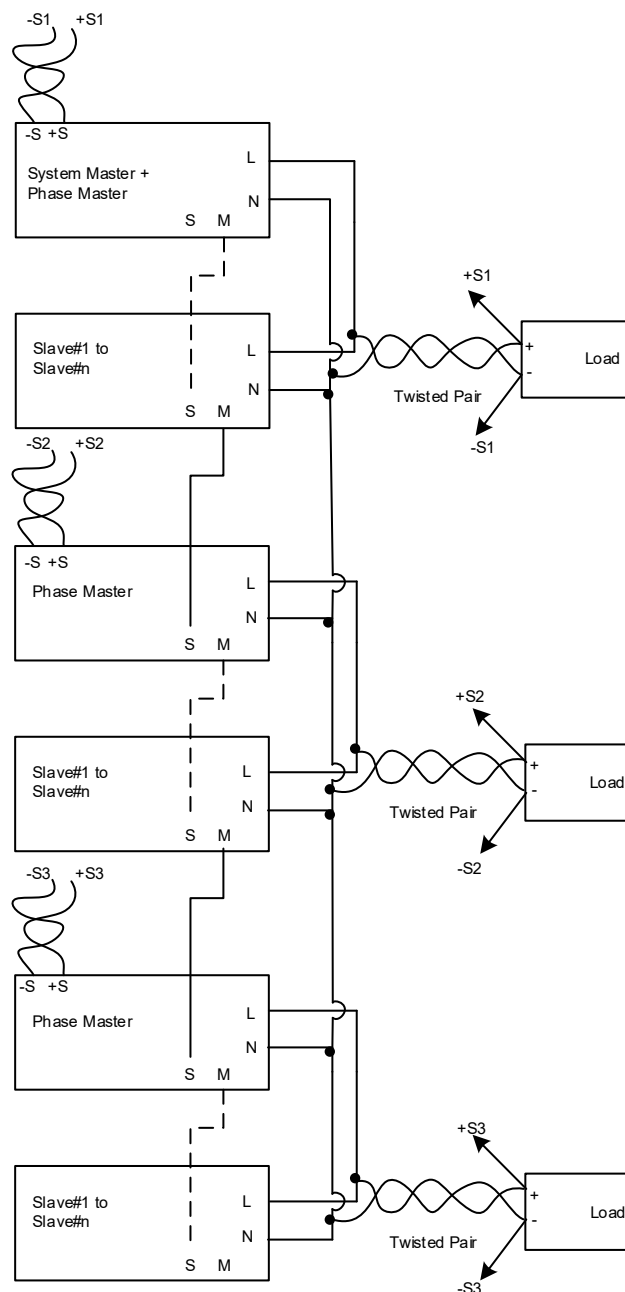 -S1 +S1
-S +S
System Master +
Phase Master
L
N
S M
Slave#1 to
Slave#n
L
N
S M
+S1
+
-
Load
Twisted Pair
-S1
-S2 +S2
-S +S
Phase Master
L
N
S M
Slave#1 to
Slave#n
L
N
S M
+S2
+
-
Load
Twisted Pair
-S2
-S3 +S3
-S +S
Phase Master
L
N
S M
Slave#1 to
Slave#n
L
N
S M
+S3
+
-
Load
Twisted Pair
-S3